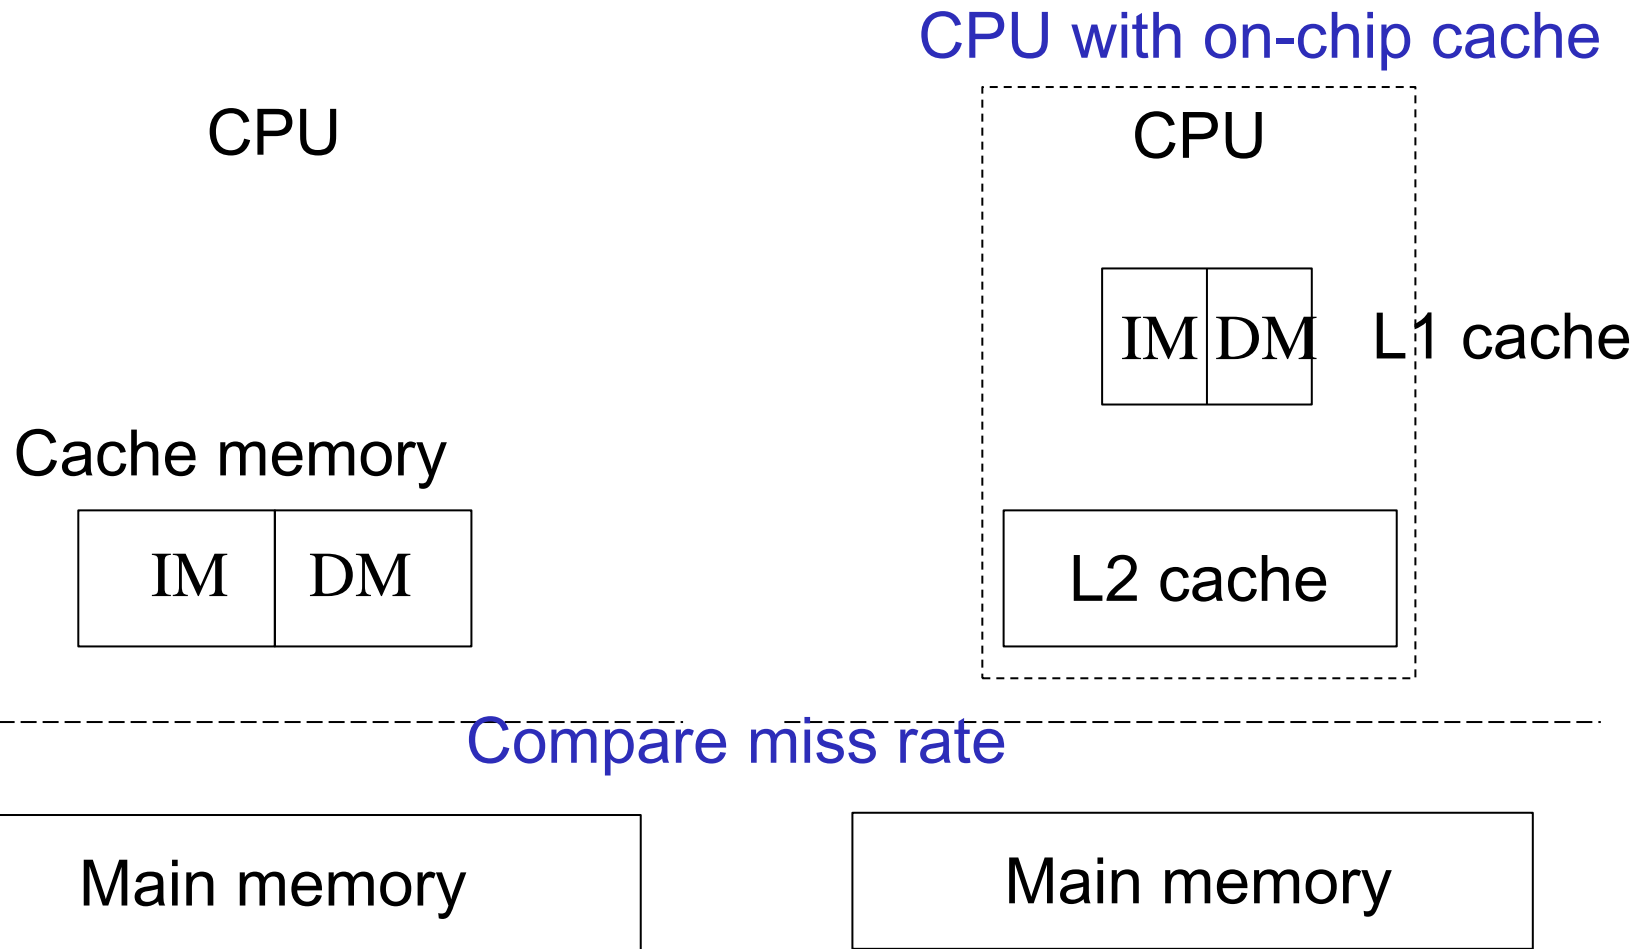 CPU with on-chip cache
CPU
CPU
IM DM
L1 cache
Cache memory
IM DM
L2 cache
Compare miss rate
Main memory
Main memory